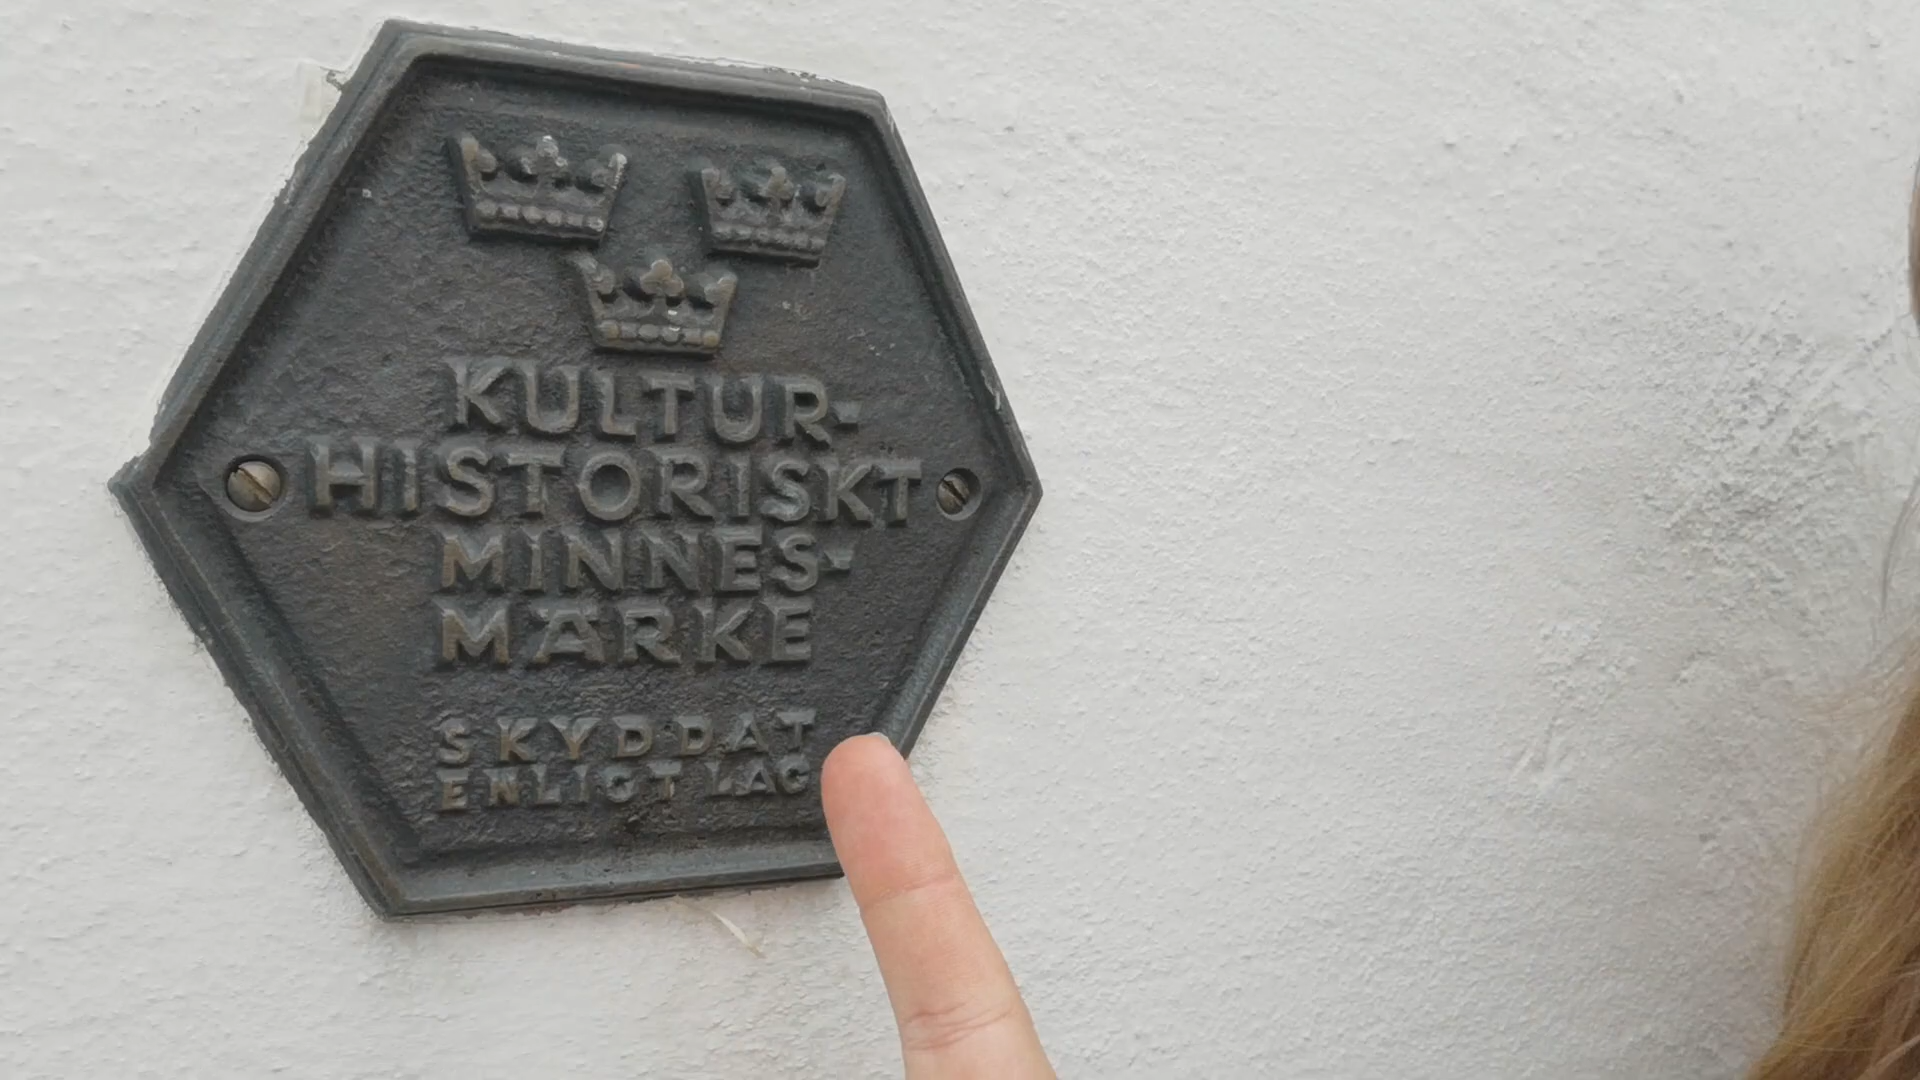 KULTUR-
HISTORISKT
MINNES-
MÄRKE
SKYDDAT
ENLIGT LAG